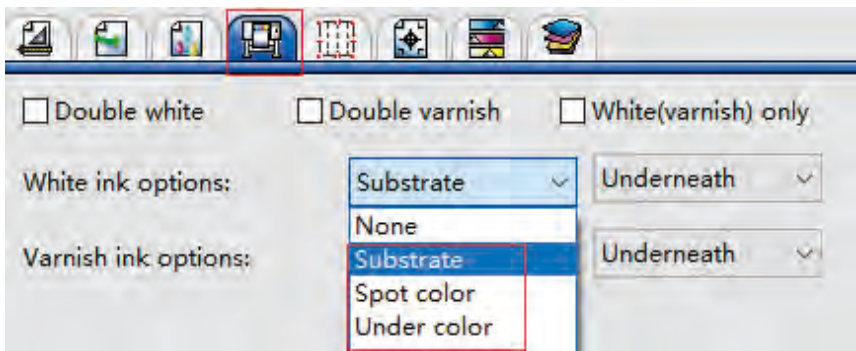 Double white Double varnish White(varnish) only
White ink options: Substrate Underneath
None
Varnish ink options: Substrate Underneath
Spot color
Under color